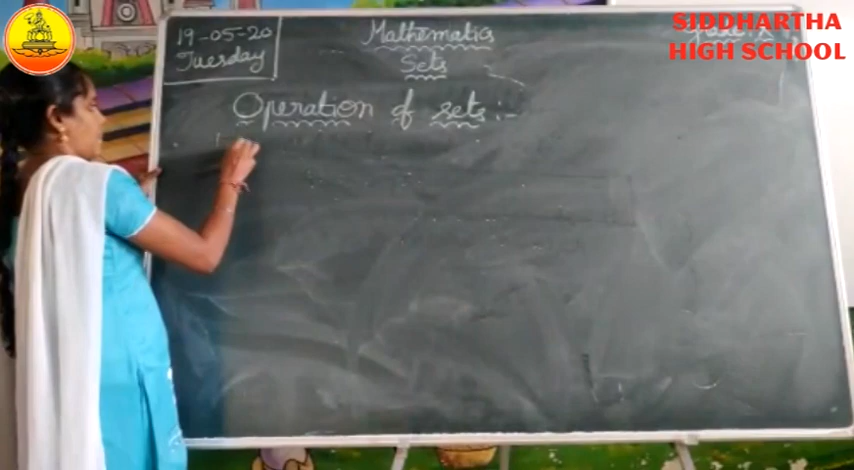 19-05-20
Tuesday
Mathematics
Sets
SIDDHARTHA
HIGH SCHOOL
Operation of sets:-